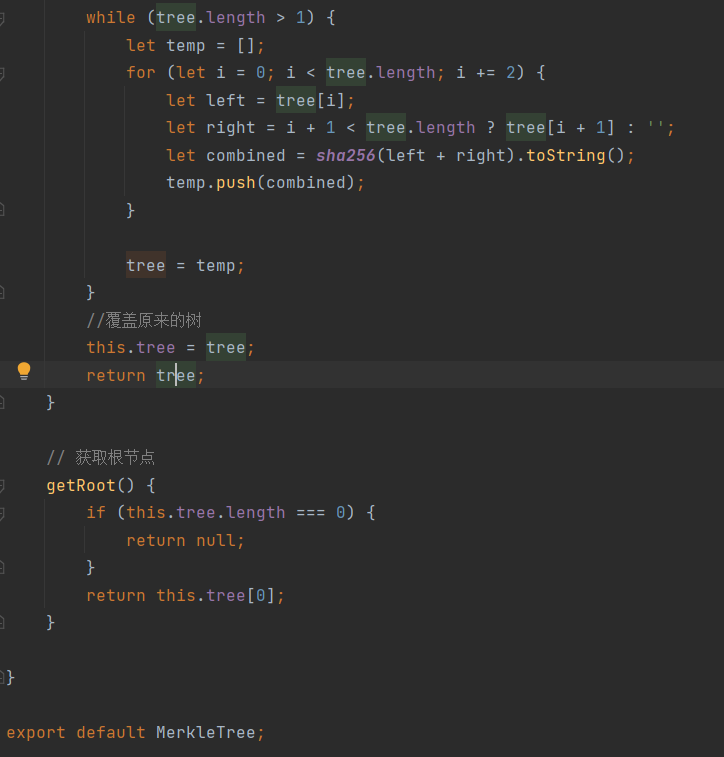 while (tree.length > 1) {
let temp = [];
for (let i = 0; i < tree.length; i += 2) {
let left = tree[i];
let right = i + 1 < tree.length ? tree[i + 1] : '';
let combined = sha256(left + right).toString();
temp.push(combined);
}
tree = temp;
}
//覆盖原来的树
this.tree = tree;
return tree;
}
// 获取根节点
getRoot() {
if (this.tree.length === 0) {
return null;
}
return this.tree[0];
}
}
export default MerkleTree;